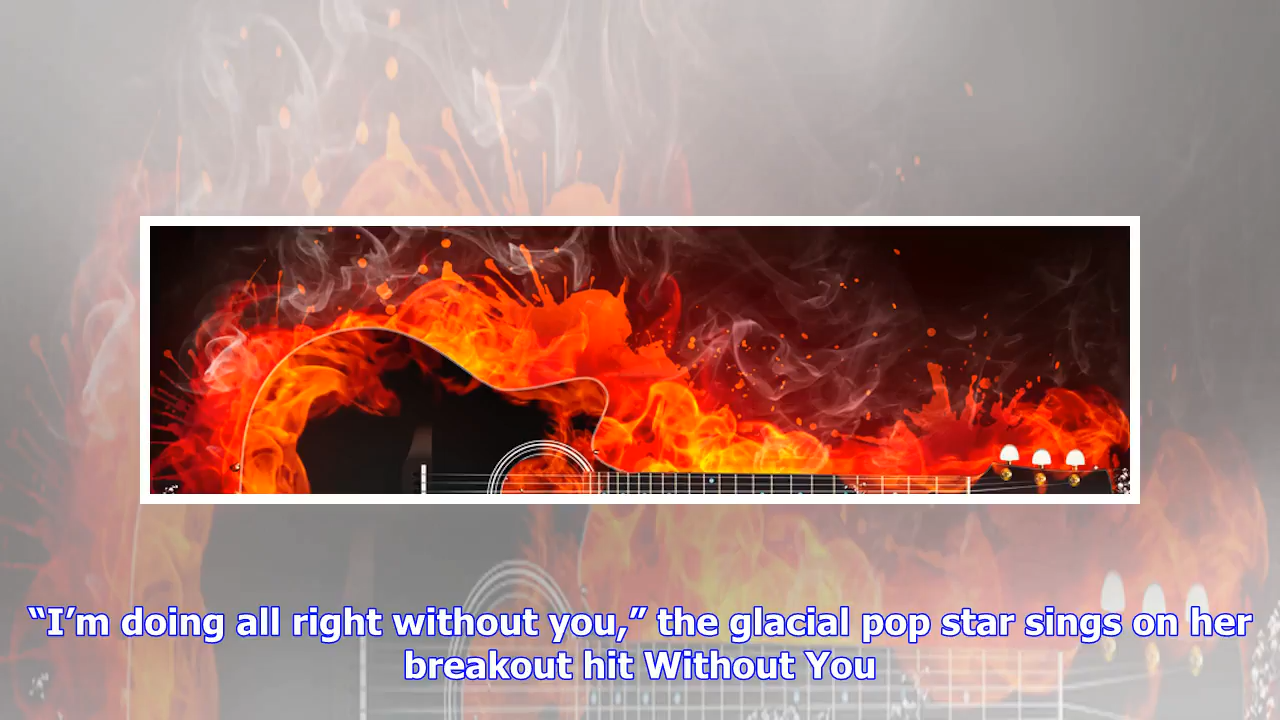 “I’m doing all right without you,” the glacial pop star sings on her
breakout hit Without You